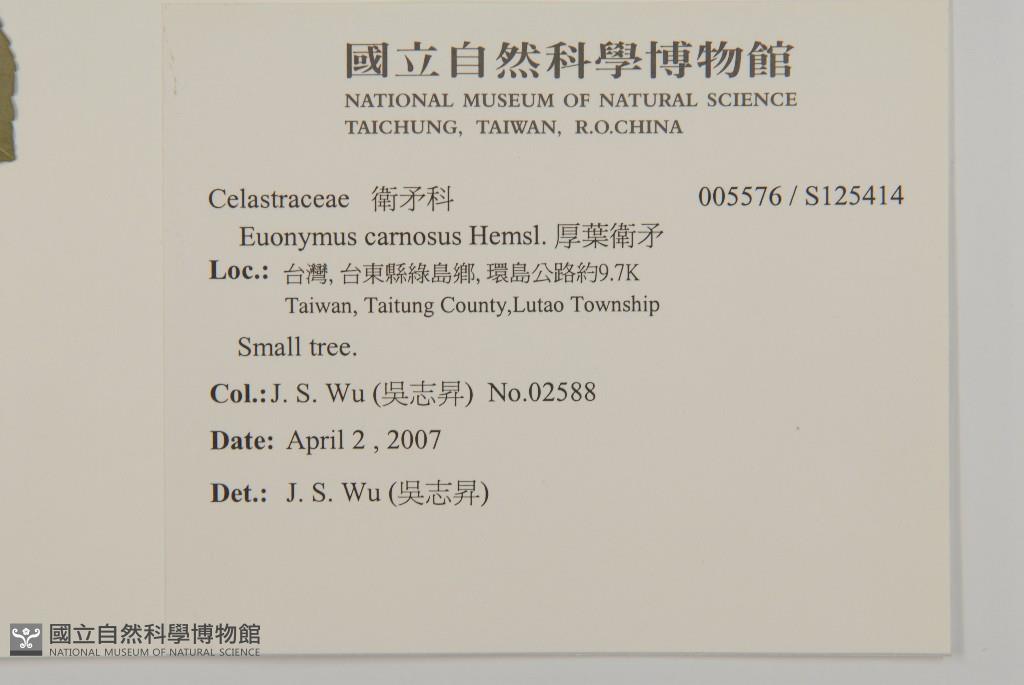 國立自然科學博物館
NATIONAL MUSEUM OF NATURAL SCIENCE
TAICHUNG, TAIWAN, R.O.CHINA
Celastraceae 衛矛科 005576 / S125414
Euonymus carnosus Hemsl. 厚葉衛矛
Loc.: 台灣, 台東縣綠島鄉, 環島公路約9.7K
Taiwan, Taitung County,Lutao Township
Small tree.
Col.:J. S. Wu (吳志昇) No.02588
Date: April 2 , 2007
Det.: J. S. Wu (吳志昇)
國立自然科學博物館
NATIONAL MUSEUM OF NATURAL SCIENCE